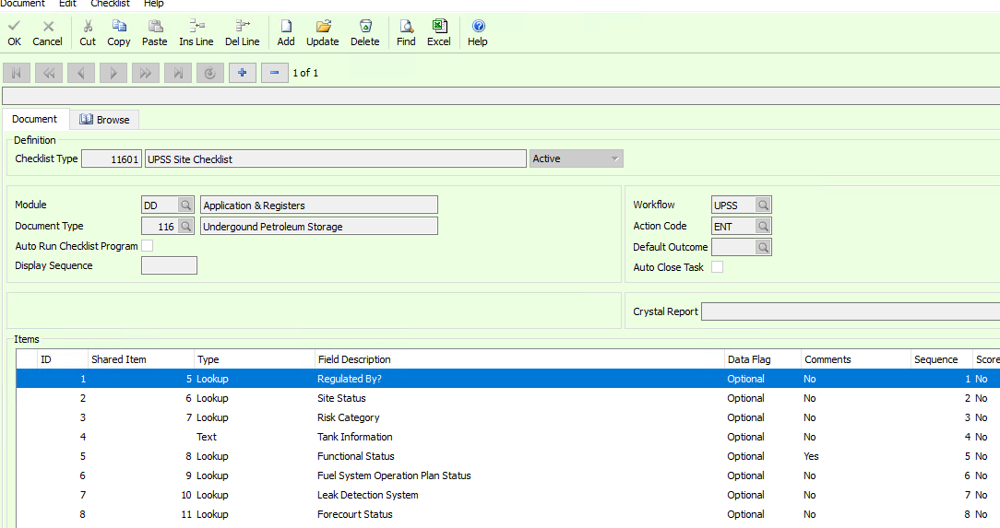 Document Edit Checklist Help
OK Cancel Cut Copy Paste Ins Line Del Line Add Update Delete Find Excel Help
1 of 1
Document Browse
Definition
Checklist Type 11601 UPSS Site Checklist Active
Module DD Application & Registers Workflow UPSS
Document Type 116 Undergound Petroleum Storage Action Code ENT
Auto Run Checklist Program Default Outcome
Display Sequence Auto Close Task
Crystal Report
Items
ID Shared Item Type Field Description Data Flag Comments Sequence Score
1 5 Lookup Regulated By? Optional No 1 No
2 6 Lookup Site Status Optional No 2 No
3 7 Lookup Risk Category Optional No 3 No
4 Text Tank Information Optional No 4 No
5 8 Lookup Functional Status Optional Yes 5 No
6 9 Lookup Fuel System Operation Plan Status Optional No 6 No
7 10 Lookup Leak Detection System Optional No 7 No
8 11 Lookup Forecourt Status Optional No 8 No